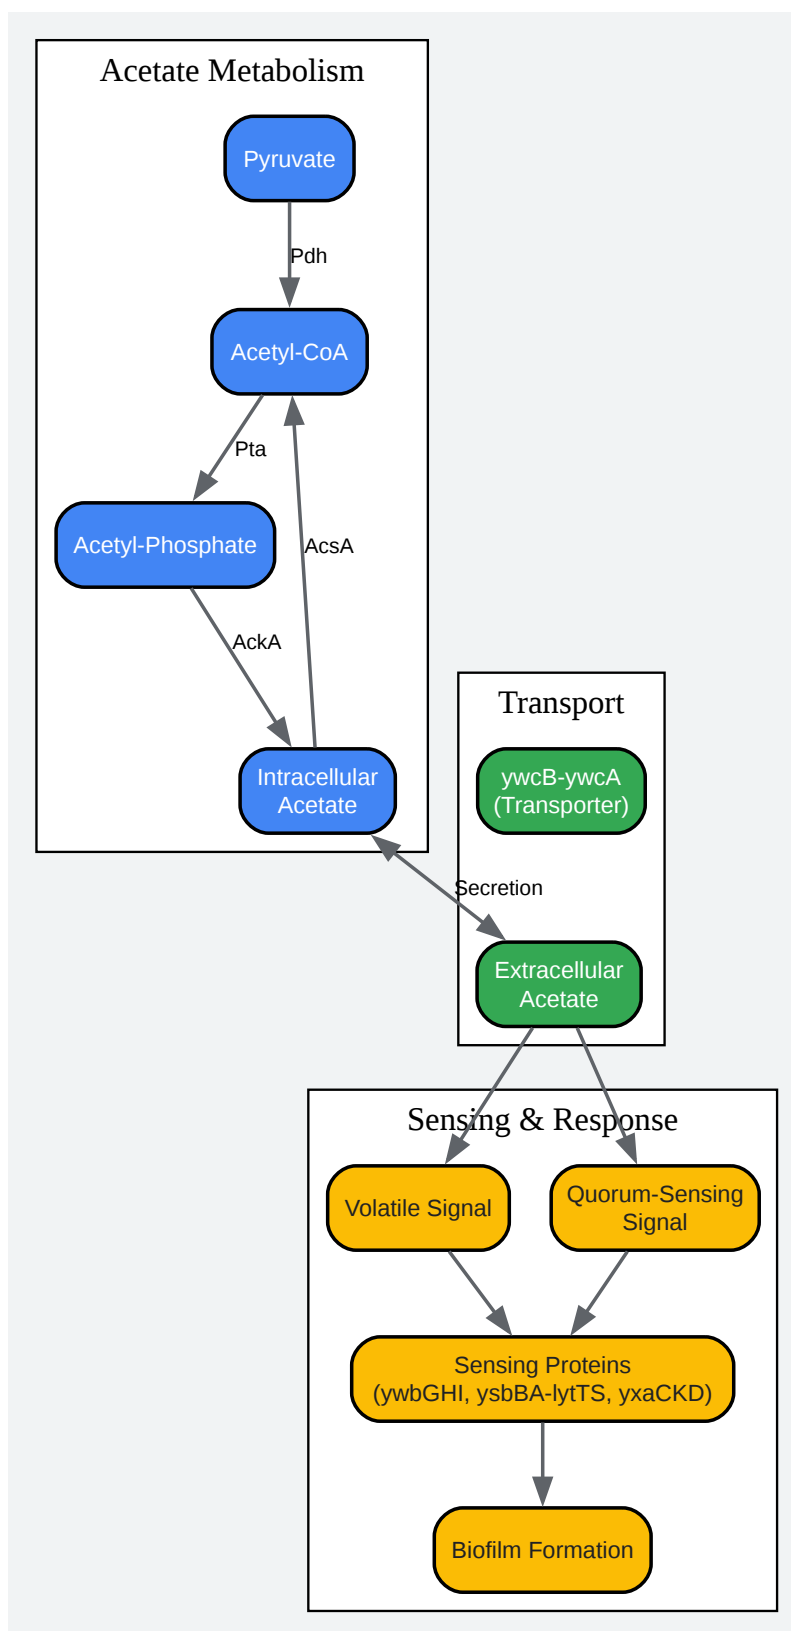 Acetate Metabolism
Pyruvate
Pdh
Acetyl-CoA
Pta
Acetyl-Phosphate
AcsA
AckA
Intracellular
Acetate
Transport
ywcB-ywcA
(Transporter)
Secretion
Extracellular
Acetate
Sensing & Response
Volatile Signal
Quorum-Sensing
Signal
Sensing Proteins
(ywbGHI, ysbBA-lytTS, yxaCKD)
Biofilm Formation